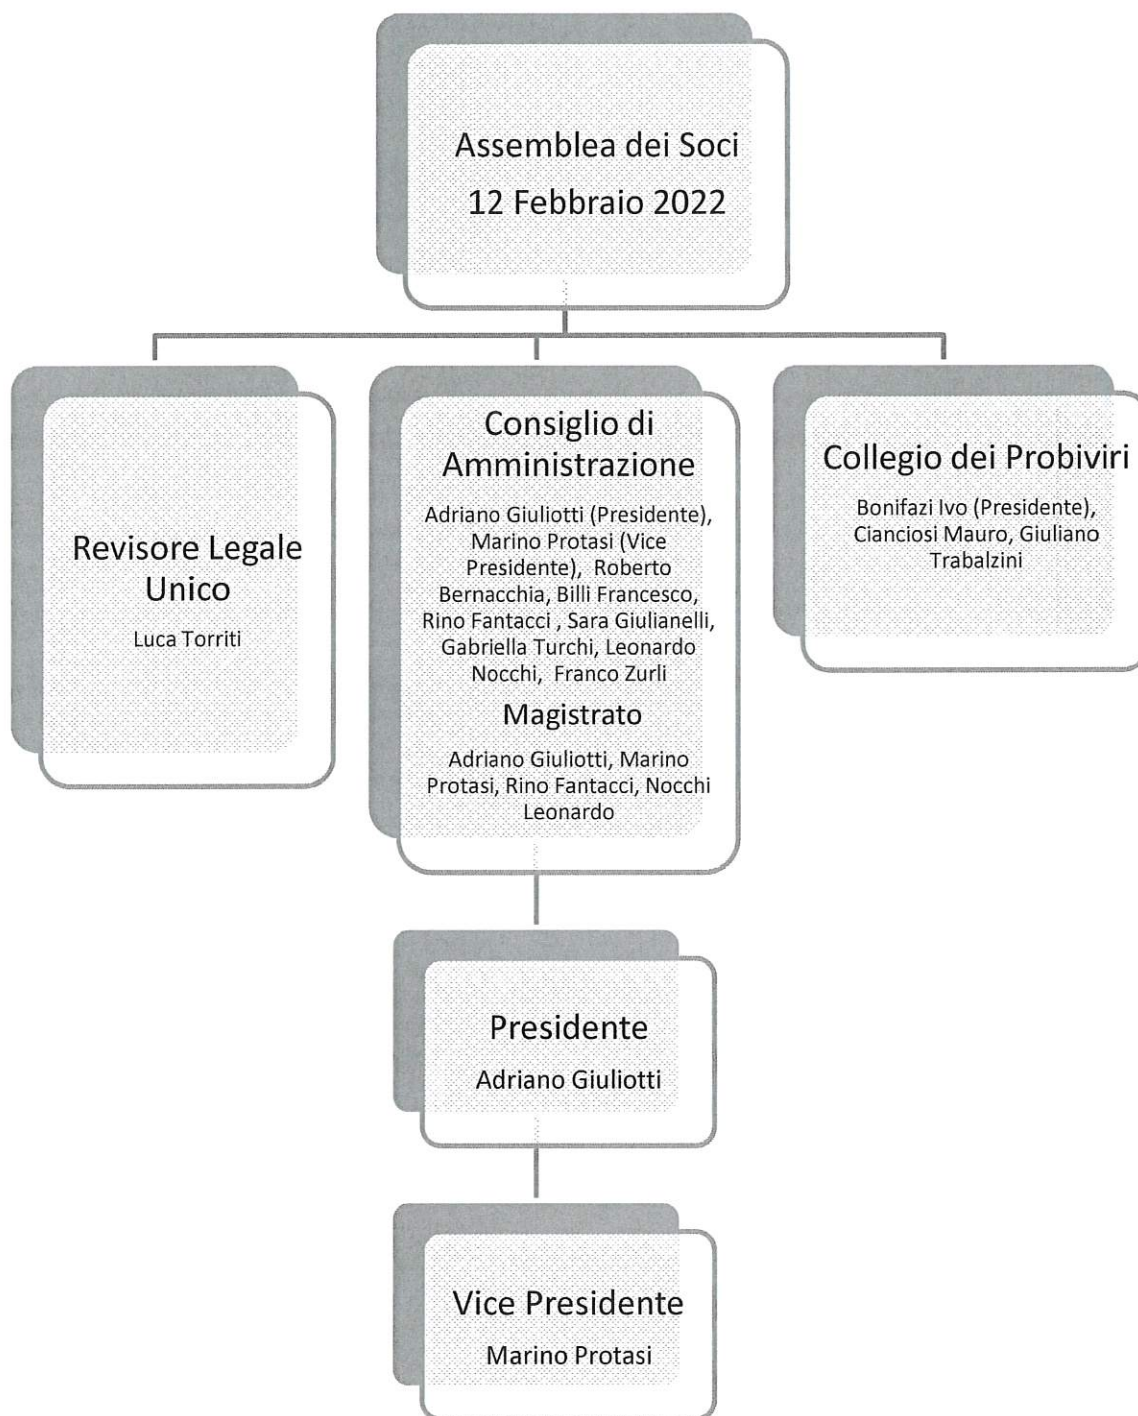 Assemblea dei Soci
12 Febbraio 2022
Revisore Legale
Unico
Luca Torriti
Consiglio di
Amministrazione
Adriano Giuliotti (Presidente),
Marino Protasi (Vice
Presidente), Roberto
Bernacchia, Billi Francesco,
Rino Fantacci , Sara Giulianelli,
Gabriella Turchi, Leonardo
Nocchi, Franco Zurli
Magistrato
Adriano Giuliotti, Marino
Protasi, Rino Fantacci, Nocchi
Leonardo
Collegio dei Probiviri
Bonifazi Ivo (Presidente),
Cianciosi Mauro, Giuliano
Trabalzini
Presidente
Adriano Giuliotti
Vice Presidente
Marino Protasi